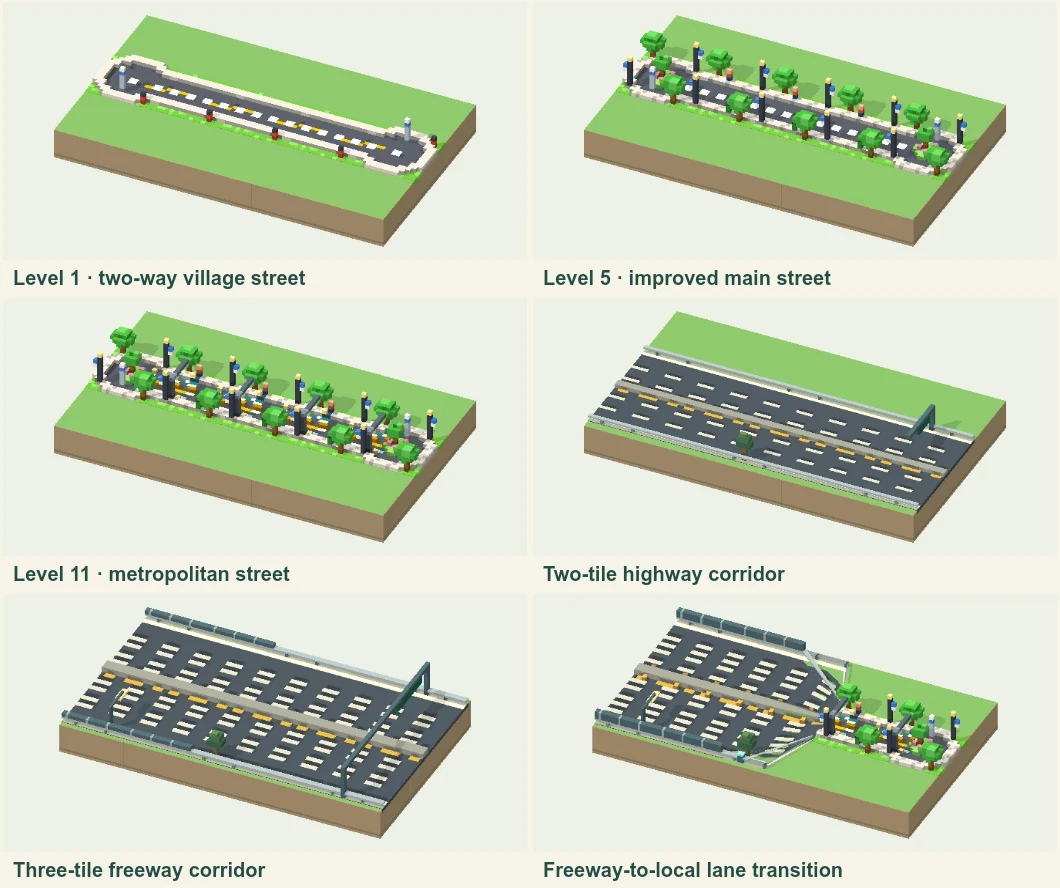 Level 1 · two-way village street
Level 5 · improved main street
Level 11 · metropolitan street
Two-tile highway corridor
Three-tile freeway corridor
Freeway-to-local lane transition